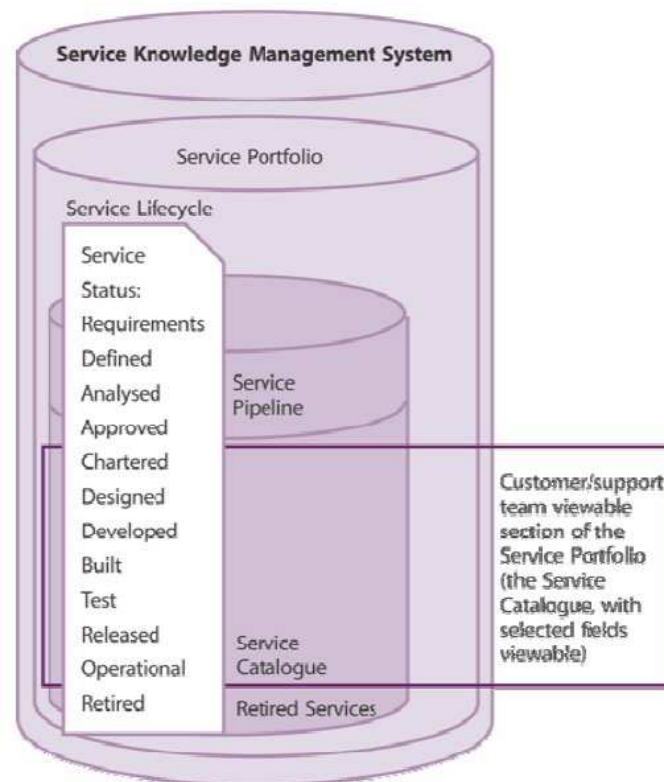 Service Knowledge Management System
Service Portfolio
Service Lifecycle
Service
Status:
Requirements
Defined
Analysed
Approved
Chartered
Designed
Developed
Built
Test
Released
Operational
Retired
Service
Pipeline
Service
Catalogue
Retired Services
Customer/support
team viewable
section of the
Service Portfolio
(the Service
Catalogue, with
selected fields
viewable)